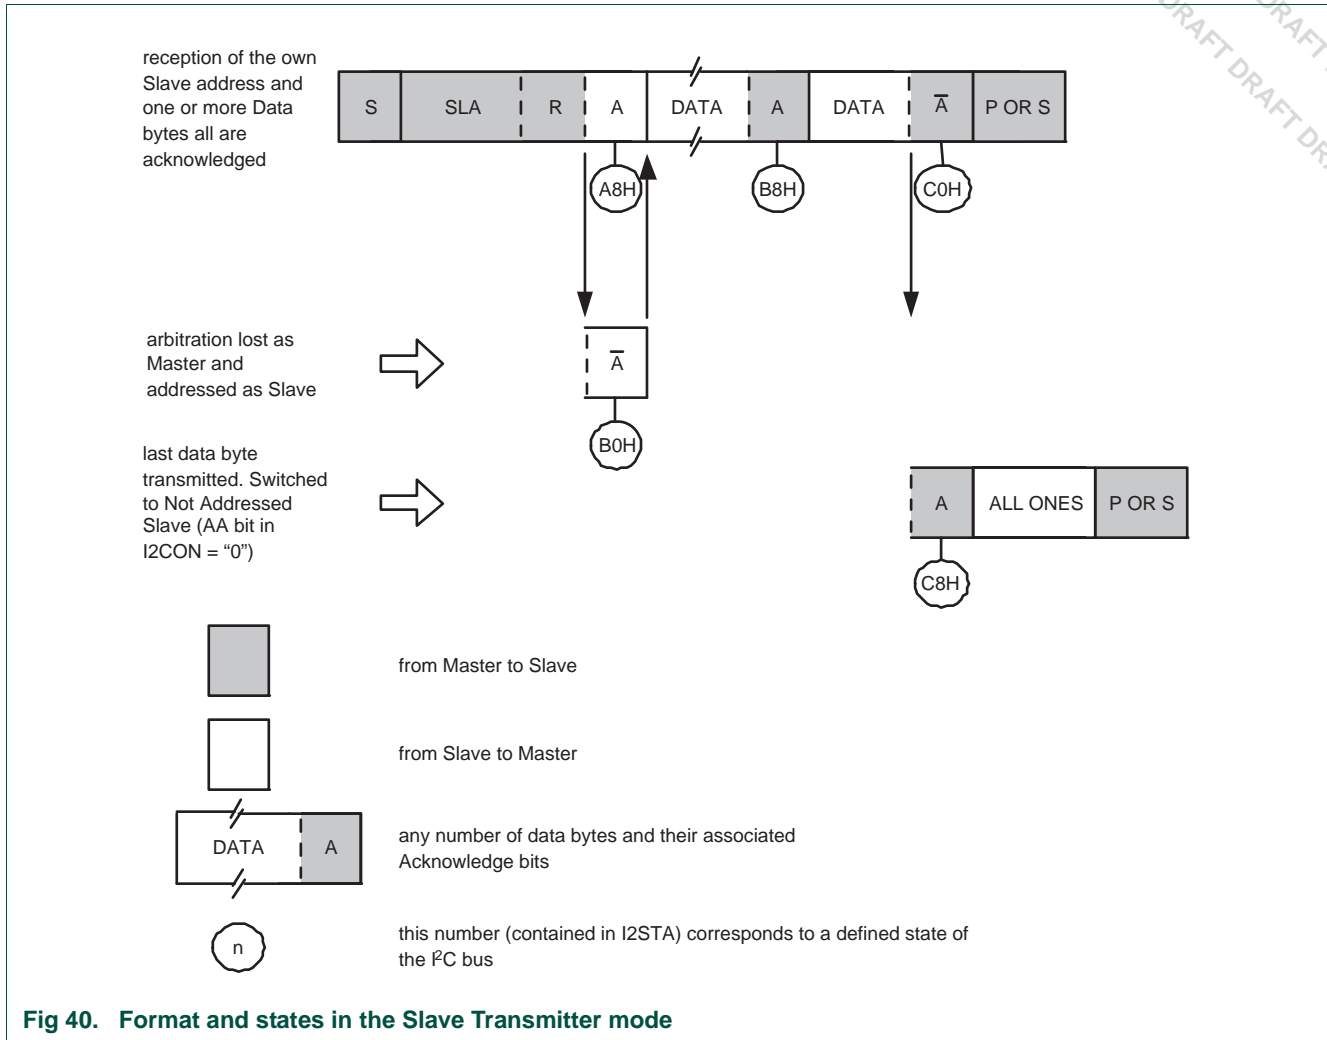 DRAFT DRAFT DRAFT
DRAFT
reception of the own
Slave address and
one or more Data
bytes all are
acknowledged
S SLA R A DATA A DATA A̅ P OR S
A8H B8H C0H
arbitration lost as
Master and
addressed as Slave
A̅
B0H
last data byte
transmitted. Switched
to Not Addressed
Slave (AA bit in
I2CON = “0”)
A ALL ONES P OR S
C8H
from Master to Slave
from Slave to Master
DATA A
any number of data bytes and their associated
Acknowledge bits
n
this number (contained in I2STA) corresponds to a defined state of
the I²C bus
Fig 40. Format and states in the Slave Transmitter mode